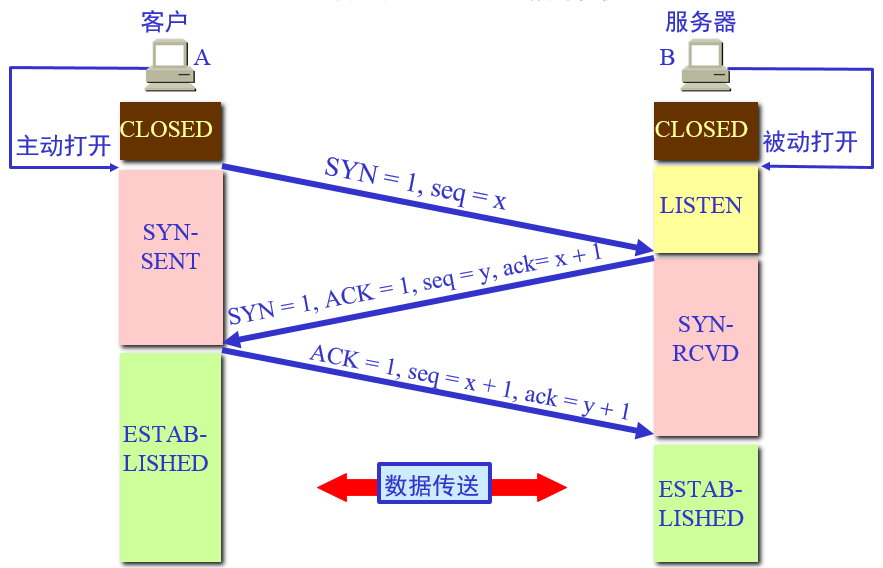 客户
服务器
A
B
CLOSED
CLOSED
主动打开
被动打开
SYN = 1, seq = x
LISTEN
SYN-
SENT
SYN = 1, ACK = 1, seq = y, ack= x + 1
SYN-
RCVD
ACK = 1, seq = x + 1, ack = y + 1
ESTAB-
LISHED
数据传送
ESTAB-
LISHED